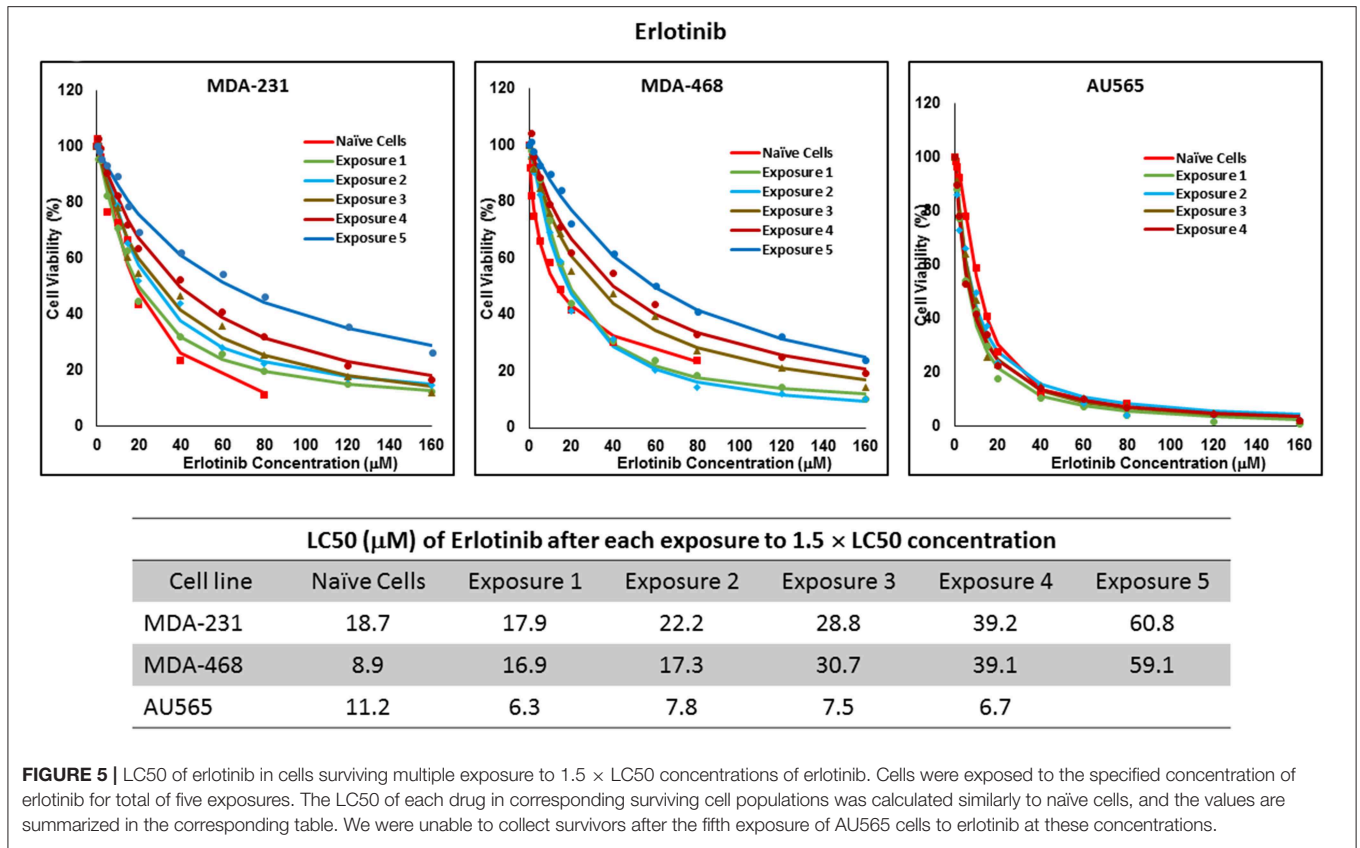 Erlotinib
MDA-231
120
100
80
60
40
20
0
Cell Viability (%)
0 20 40 60 80 100 120 140 160
Erlotinib Concentration (µM)
Naïve Cells
Exposure 1
Exposure 2
Exposure 3
Exposure 4
Exposure 5
MDA-468
120
100
80
60
40
20
0
Cell Viability (%)
0 20 40 60 80 100 120 140 160
Erlotinib Concentration (µM)
Naïve Cells
Exposure 1
Exposure 2
Exposure 3
Exposure 4
Exposure 5
AU565
120
100
80
60
40
20
0
Cell Viability (%)
0 20 40 60 80 100 120 140 160
Erlotinib Concentration (µM)
Naïve Cells
Exposure 1
Exposure 2
Exposure 3
Exposure 4
LC50 (µM) of Erlotinib after each exposure to 1.5 × LC50 concentration
Cell line Naïve Cells Exposure 1 Exposure 2 Exposure 3 Exposure 4 Exposure 5
MDA-231 18.7 17.9 22.2 28.8 39.2 60.8
MDA-468 8.9 16.9 17.3 30.7 39.1 59.1
AU565 11.2 6.3 7.8 7.5 6.7
FIGURE 5 | LC50 of erlotinib in cells surviving multiple exposure to 1.5 × LC50 concentrations of erlotinib. Cells were exposed to the specified concentration of
erlotinib for total of five exposures. The LC50 of each drug in corresponding surviving cell populations was calculated similarly to naïve cells, and the values are
summarized in the corresponding table. We were unable to collect survivors after the fifth exposure of AU565 cells to erlotinib at these concentrations.